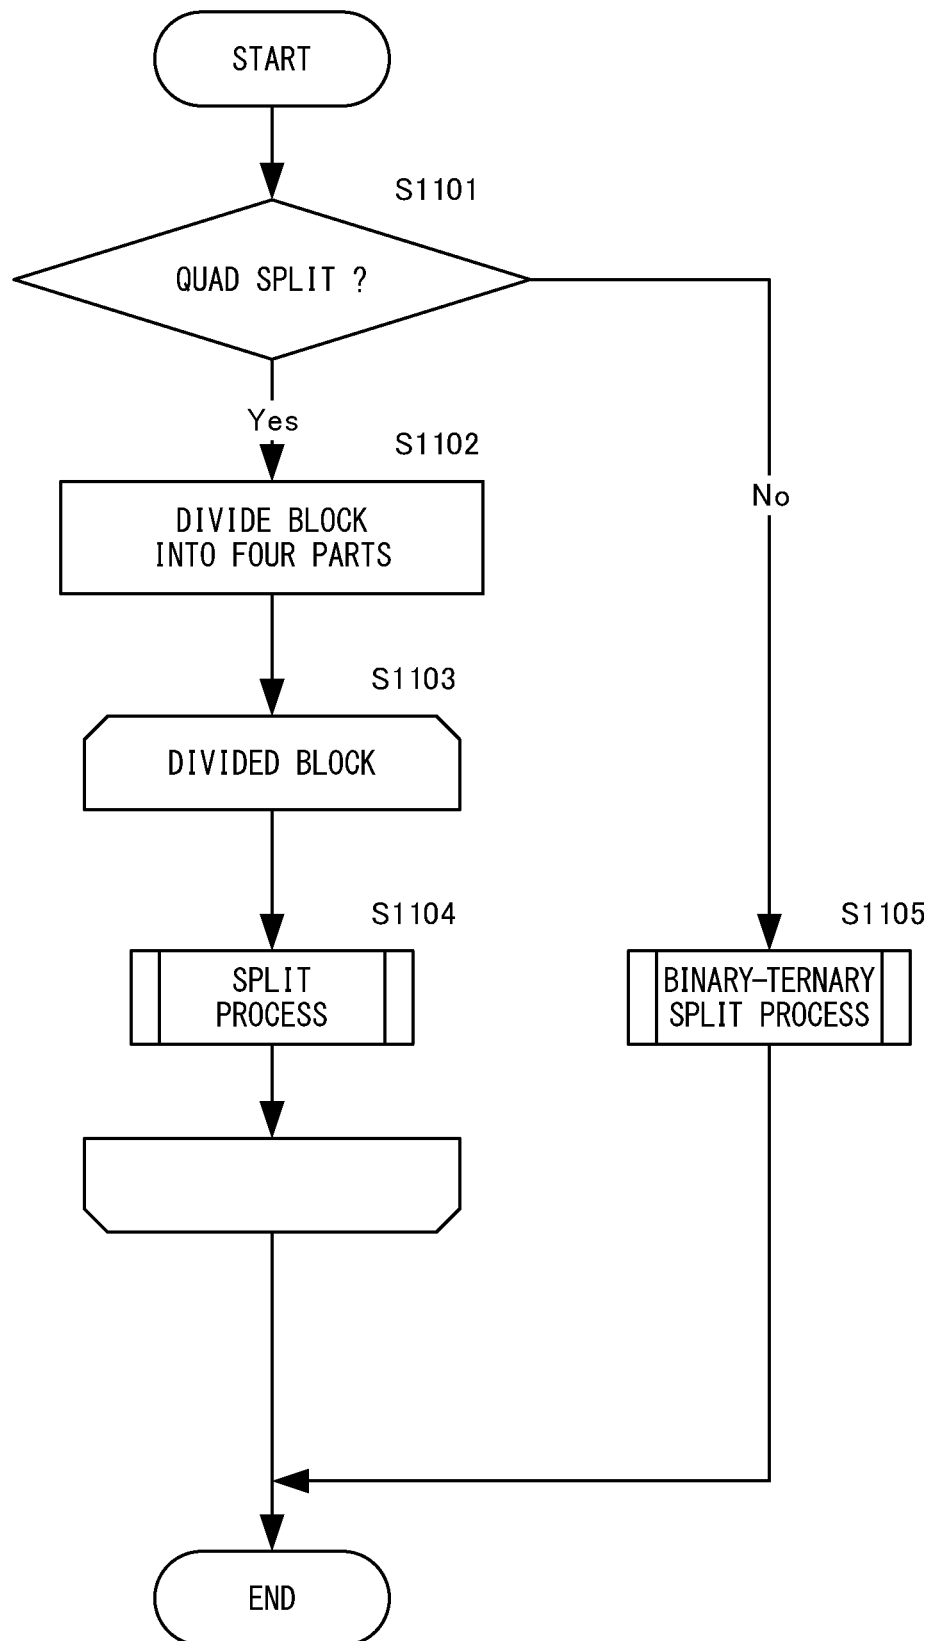 START
S1101
QUAD SPLIT ?
Yes
S1102
No
DIVIDE BLOCK
INTO FOUR PARTS
S1103
DIVIDED BLOCK
S1104
SPLIT
PROCESS
S1105
BINARY-TERNARY
SPLIT PROCESS
END